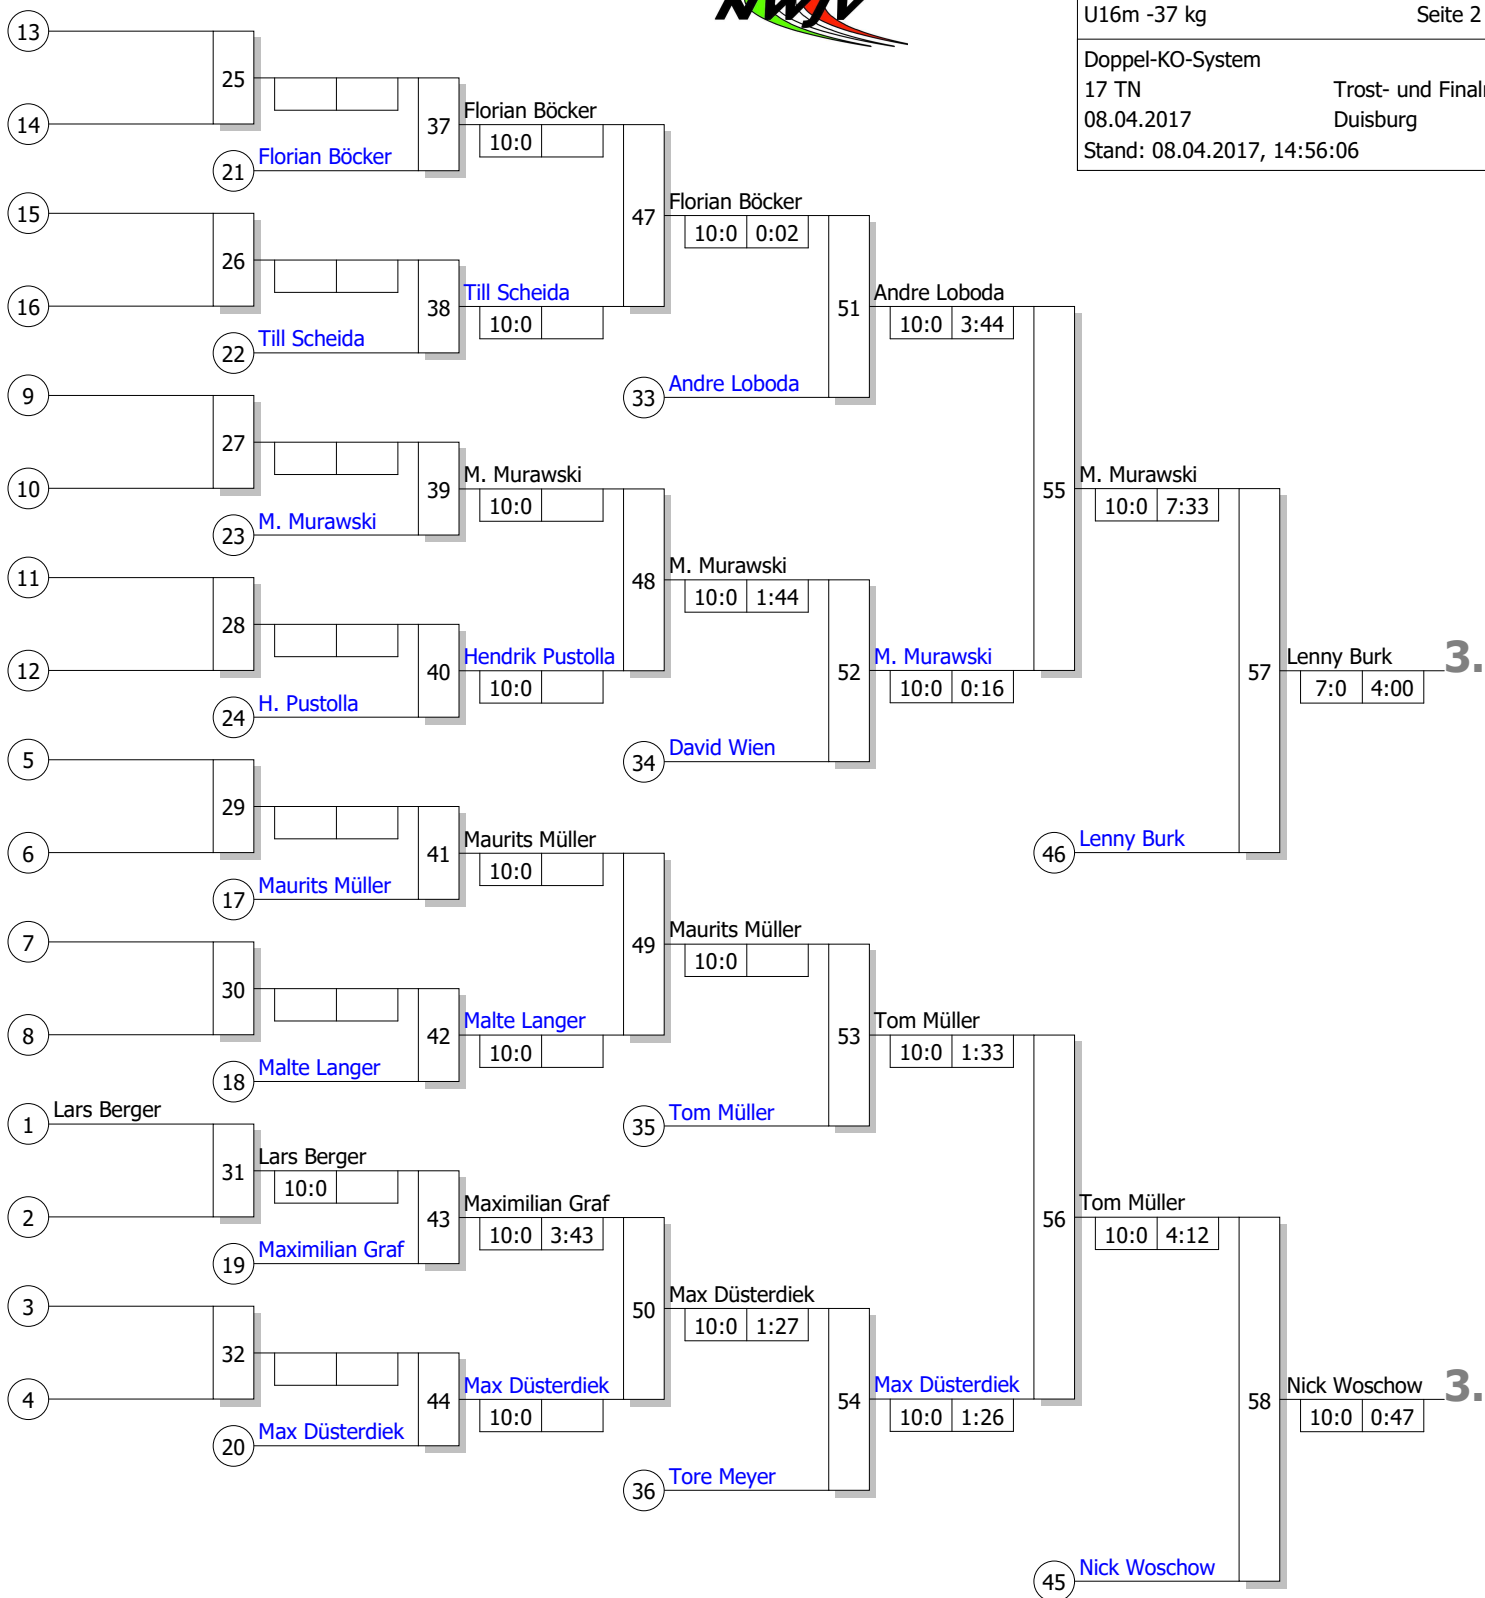 NWJV
U16m -37 kg Seite 2
Doppel-KO-System
17 TN Trost- und
08.04.2017 Duisburg
Stand: 08.04.2017, 14:56:06
13
25
14
37
Florian Böcker
10:0
21
Florian Böcker
15
47
Florian Böcker
10:0 0:02
26
16
38
Till Scheida
10:0
22
Till Scheida
51
Andre Loboda
10:0 3:44
33
Andre Loboda
9
27
10
39
M. Murawski
10:0
23
M. Murawski
55
M. Murawski
10:0 7:33
11
48
M. Murawski
10:0 1:44
28
12
40
Hendrik Pustolla
10:0
24
H. Pustolla
52
M. Murawski
10:0 0:16
34
David Wien
57
Lenny Burk
7:0 4:00
3.
46
Lenny Burk
5
29
6
41
Maurits Müller
10:0
17
Maurits Müller
7
49
Maurits Müller
10:0
30
8
42
Malte Langer
10:0
18
Malte Langer
53
Tom Müller
10:0 1:33
35
Tom Müller
1
Lars Berger
31
Lars Berger
10:0
2
43
Maximilian Graf
10:0 3:43
19
Maximilian Graf
56
Tom Müller
10:0 4:12
3
50
Max Düsterdiek
10:0 1:27
32
4
44
Max Düsterdiek
10:0
20
Max Düsterdiek
54
Max Düsterdiek
10:0 1:26
36
Tore Meyer
58
Nick Woschow
10:0 0:47
3.
45
Nick Woschow